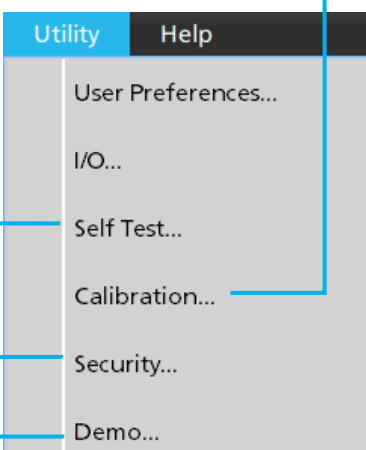 Utility Help
User Preferences...
I/O...
Self Test...
Calibration...
Security...
Demo...